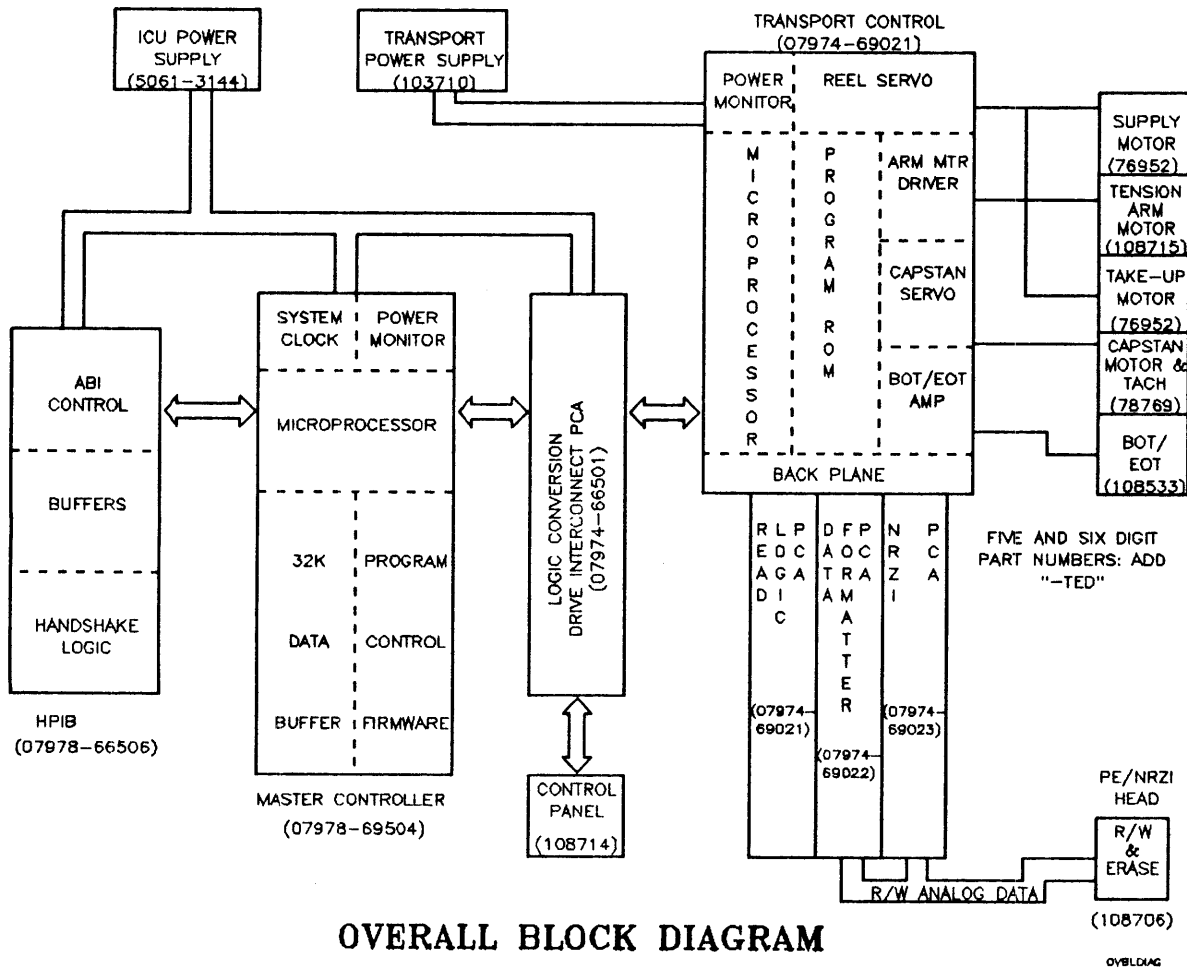 ICU POWER
SUPPLY
(5061-3144)
TRANSPORT
POWER SUPPLY
(103710)
TRANSPORT CONTROL
(07974-69021)
POWER
MONITOR
REEL SERVO
MICROPROCESSOR
PROGRAM ROM
ARM MTR
DRIVER
CAPSTAN
SERVO
BOT/EOT
AMP
BACK PLANE
SUPPLY
MOTOR
(76952)
TENSION
ARM
MOTOR
(108715)
TAKE-UP
MOTOR
(76952)
CAPSTAN
MOTOR &
TACH
(78769)
BOT/
EOT
(108533)
FIVE AND SIX DIGIT
PART NUMBERS: ADD
"-TED"
ABI
CONTROL
BUFFERS
HANDSHAKE
LOGIC
HPIB
(07978-66506)
SYSTEM
CLOCK
POWER
MONITOR
MICROPROCESSOR
32K
DATA
BUFFER
PROGRAM
CONTROL
FIRMWARE
MASTER CONTROLLER
(07978-69504)
LOGIC CONVERSION
DRIVE INTERCONNECT PCA
(07974-66501)
CONTROL
PANEL
(108714)
READ
LOGIC
PCA
(07974-
69021)
DATA
FORMATTER
PCA
(07974-
69022)
NRZI
PCA
(07974-
69023)
R/W ANALOG DATA
PE/NRZI
HEAD
R/W
&
ERASE
(108706)
OVERALL BLOCK DIAGRAM
OVBLDIAG